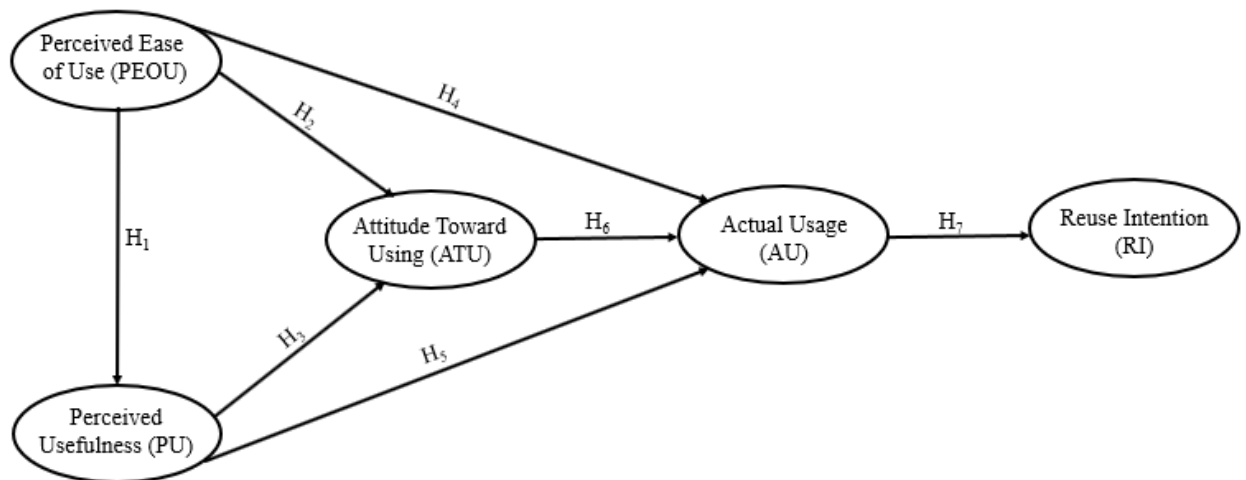 Perceived Ease
of Use (PEOU)
H₄
H₂
H₁
Attitude Toward
Using (ATU)
H₆
Actual Usage
(AU)
H₇
Reuse Intention
(RI)
H₃
H₅
Perceived
Usefulness (PU)